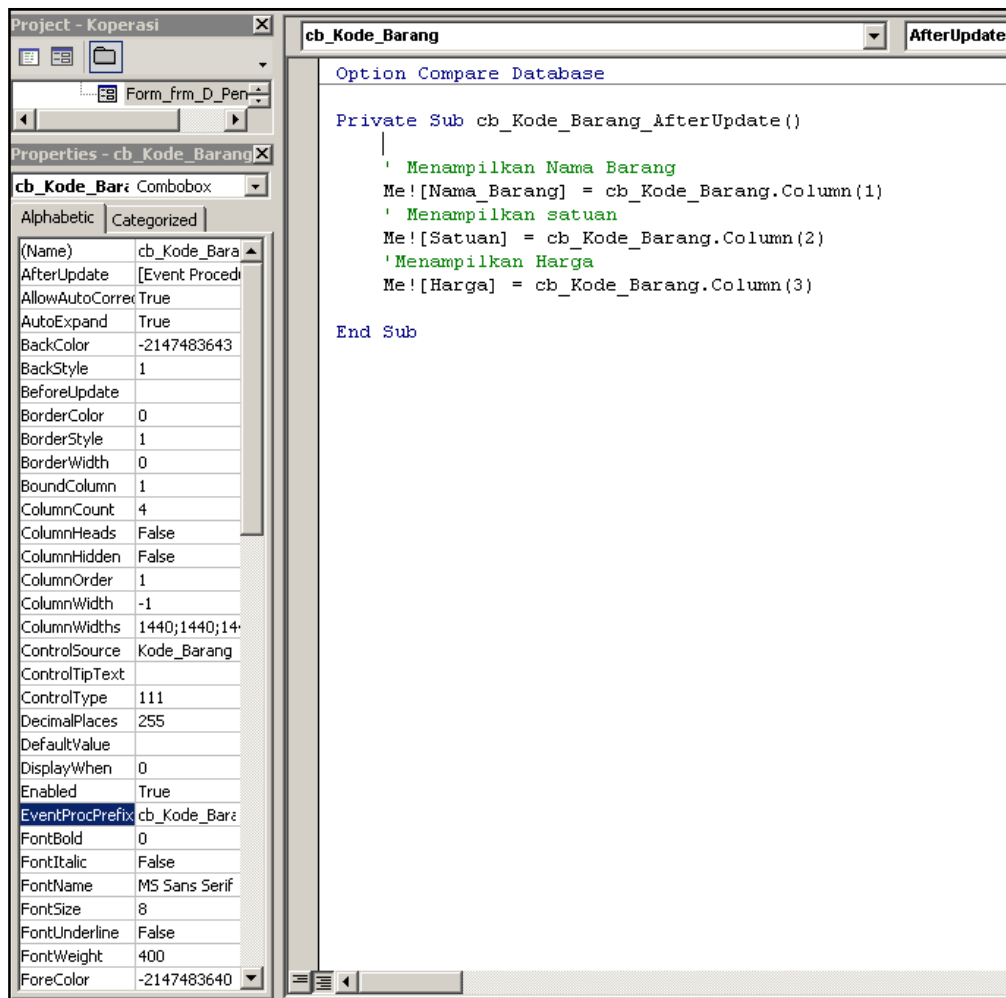 Project - Koperasi
Form_frm_D_Pen
Properties - cb_Kode_Barang
cb_Kode_Bara Combobox
Alphabetic Categorized
(Name) cb_Kode_Bara
AfterUpdate [Event Procedu
AllowAutoCorrec True
AutoExpand True
BackColor -2147483643
BackStyle 1
BeforeUpdate
BorderColor 0
BorderStyle 1
BorderWidth 0
BoundColumn 1
ColumnCount 4
ColumnHeads False
ColumnHidden False
ColumnOrder 1
ColumnWidth -1
ColumnWidths 1440;1440;14
ControlSource Kode_Barang
ControlTipText
ControlType 111
DecimalPlaces 255
DefaultValue
DisplayWhen 0
Enabled True
EventProcPrefix cb_Kode_Bara
FontBold 0
FontItalic False
FontName MS Sans Serif
FontSize 8
FontUnderline False
FontWeight 400
ForeColor -2147483640
cb_Kode_Barang AfterUpdate
Option Compare Database
Private Sub cb_Kode_Barang_AfterUpdate()
' Menampilkan Nama Barang
Me![Nama_Barang] = cb_Kode_Barang.Column(1)
' Menampilkan satuan
Me![Satuan] = cb_Kode_Barang.Column(2)
'Menampilkan Harga
Me![Harga] = cb_Kode_Barang.Column(3)
End Sub